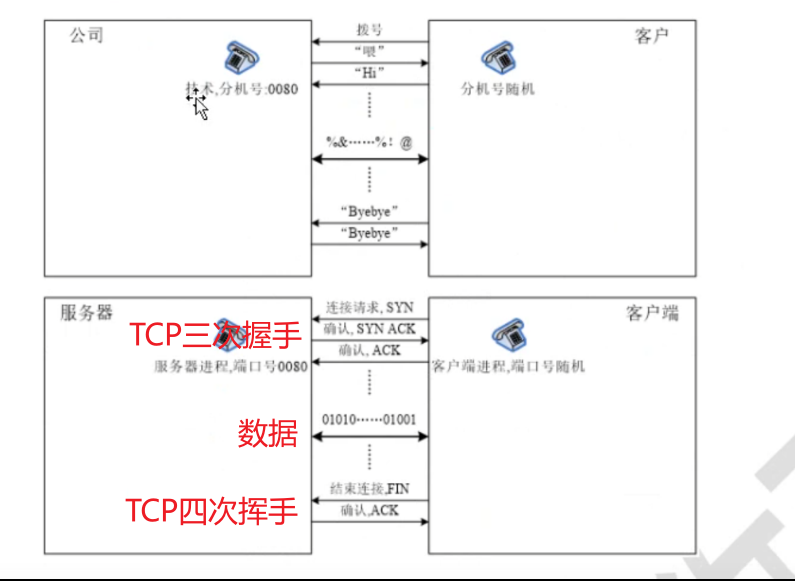 公司
客户
拨号
“喂”
“Hi”
技术,分机号:0080
分机号随机
%&……%！@
“Byebye”
“Byebye”
服务器
客户端
连接请求, SYN
TCP三次握手
确认, SYN ACK
确认, ACK
服务器进程,端口号0080
客户端进程,端口号随机
01010……01001
数据
结束连接,FIN
TCP四次挥手
确认,ACK